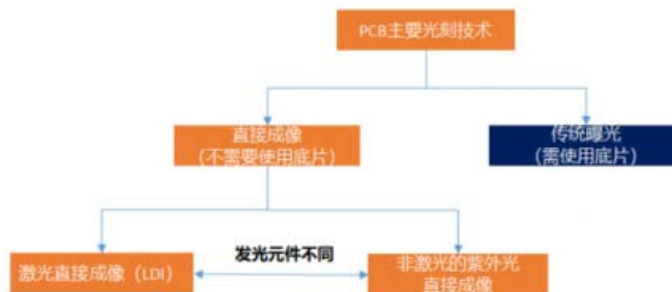 PCB主要光刻技术
直接成像
（不需要使用底片）
传统曝光
（需使用底片）
发光元件不同
激光直接成像（LDI）
非激光的紫外光
直接成像